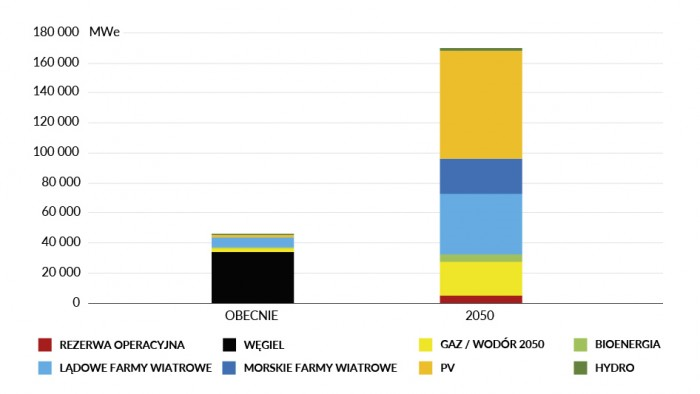 180 000 MWe
160 000
140 000
120 000
100 000
80 000
60 000
40 000
20 000
0
OBECNIE 2050
REZERWA OPERACYJNA WĘGIEL GAZ / WODÓR 2050 BIOENERGIA
LĄDOWE FARMY WIATROWE MORSKIE FARMY WIATROWE PV HYDRO